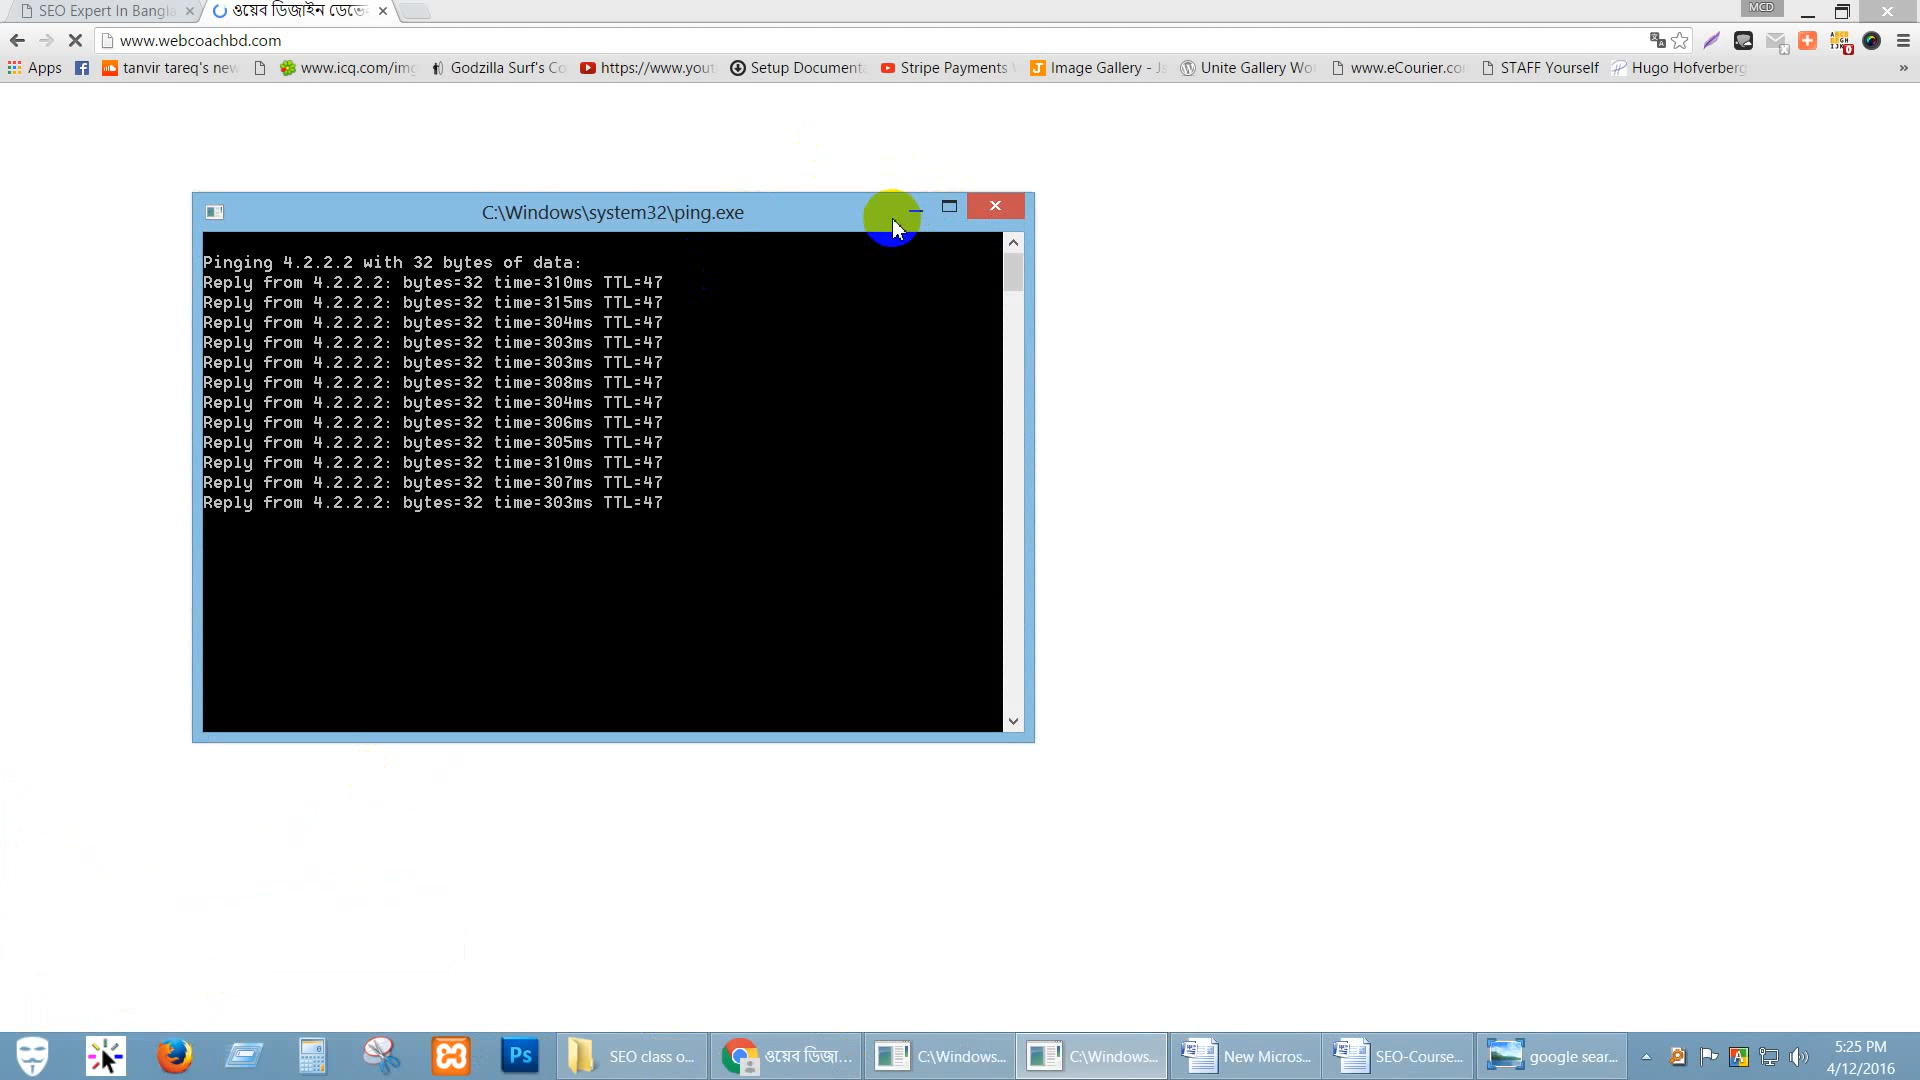 SEO Expert In Bangla
ওয়েব ডিজাইন ডেভে
MCD
www.webcoachbd.com
Apps
tanvir tareq's new
www.icq.com/img
Godzilla Surf's Co
https://www.yout
Setup Documenta
Stripe Payments
Image Gallery - Js
Unite Gallery Wo
www.eCourier.co
STAFF Yourself
Hugo Hofverberg
»
C:\Windows\system32\ping.exe
Pinging 4.2.2.2 with 32 bytes of data:
Reply from 4.2.2.2: bytes=32 time=310ms TTL=47
Reply from 4.2.2.2: bytes=32 time=315ms TTL=47
Reply from 4.2.2.2: bytes=32 time=304ms TTL=47
Reply from 4.2.2.2: bytes=32 time=303ms TTL=47
Reply from 4.2.2.2: bytes=32 time=303ms TTL=47
Reply from 4.2.2.2: bytes=32 time=308ms TTL=47
Reply from 4.2.2.2: bytes=32 time=304ms TTL=47
Reply from 4.2.2.2: bytes=32 time=306ms TTL=47
Reply from 4.2.2.2: bytes=32 time=305ms TTL=47
Reply from 4.2.2.2: bytes=32 time=310ms TTL=47
Reply from 4.2.2.2: bytes=32 time=307ms TTL=47
Reply from 4.2.2.2: bytes=32 time=303ms TTL=47
Ps
SEO class o...
ওয়েব ডিজা...
C:\Windows...
C:\Windows...
New Micros...
SEO-Course...
google sear...
5:25 PM
4/12/2016